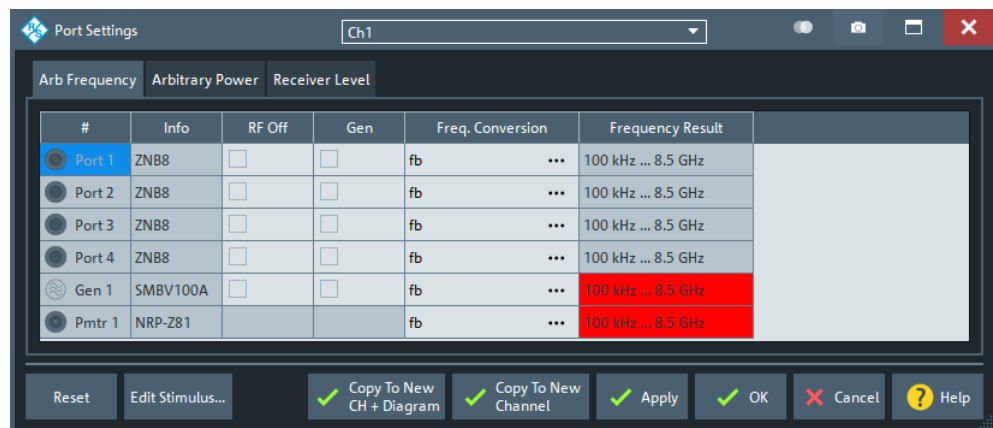 Port Settings
Ch1
Arb Frequency Arbitrary Power Receiver Level
# Info RF Off Gen Freq. Conversion Frequency Result
Port 1 ZNB8 fb ••• 100 kHz ... 8.5 GHz
Port 2 ZNB8 fb ••• 100 kHz ... 8.5 GHz
Port 3 ZNB8 fb ••• 100 kHz ... 8.5 GHz
Port 4 ZNB8 fb ••• 100 kHz ... 8.5 GHz
Gen 1 SMBV100A fb ••• 100 kHz ... 8.5 GHz
Pmtr 1 NRP-Z81 fb ••• 100 kHz ... 8.5 GHz
Reset
Edit Stimulus...
Copy To New
CH + Diagram
Copy To New
Channel
Apply
OK
Cancel
? Help